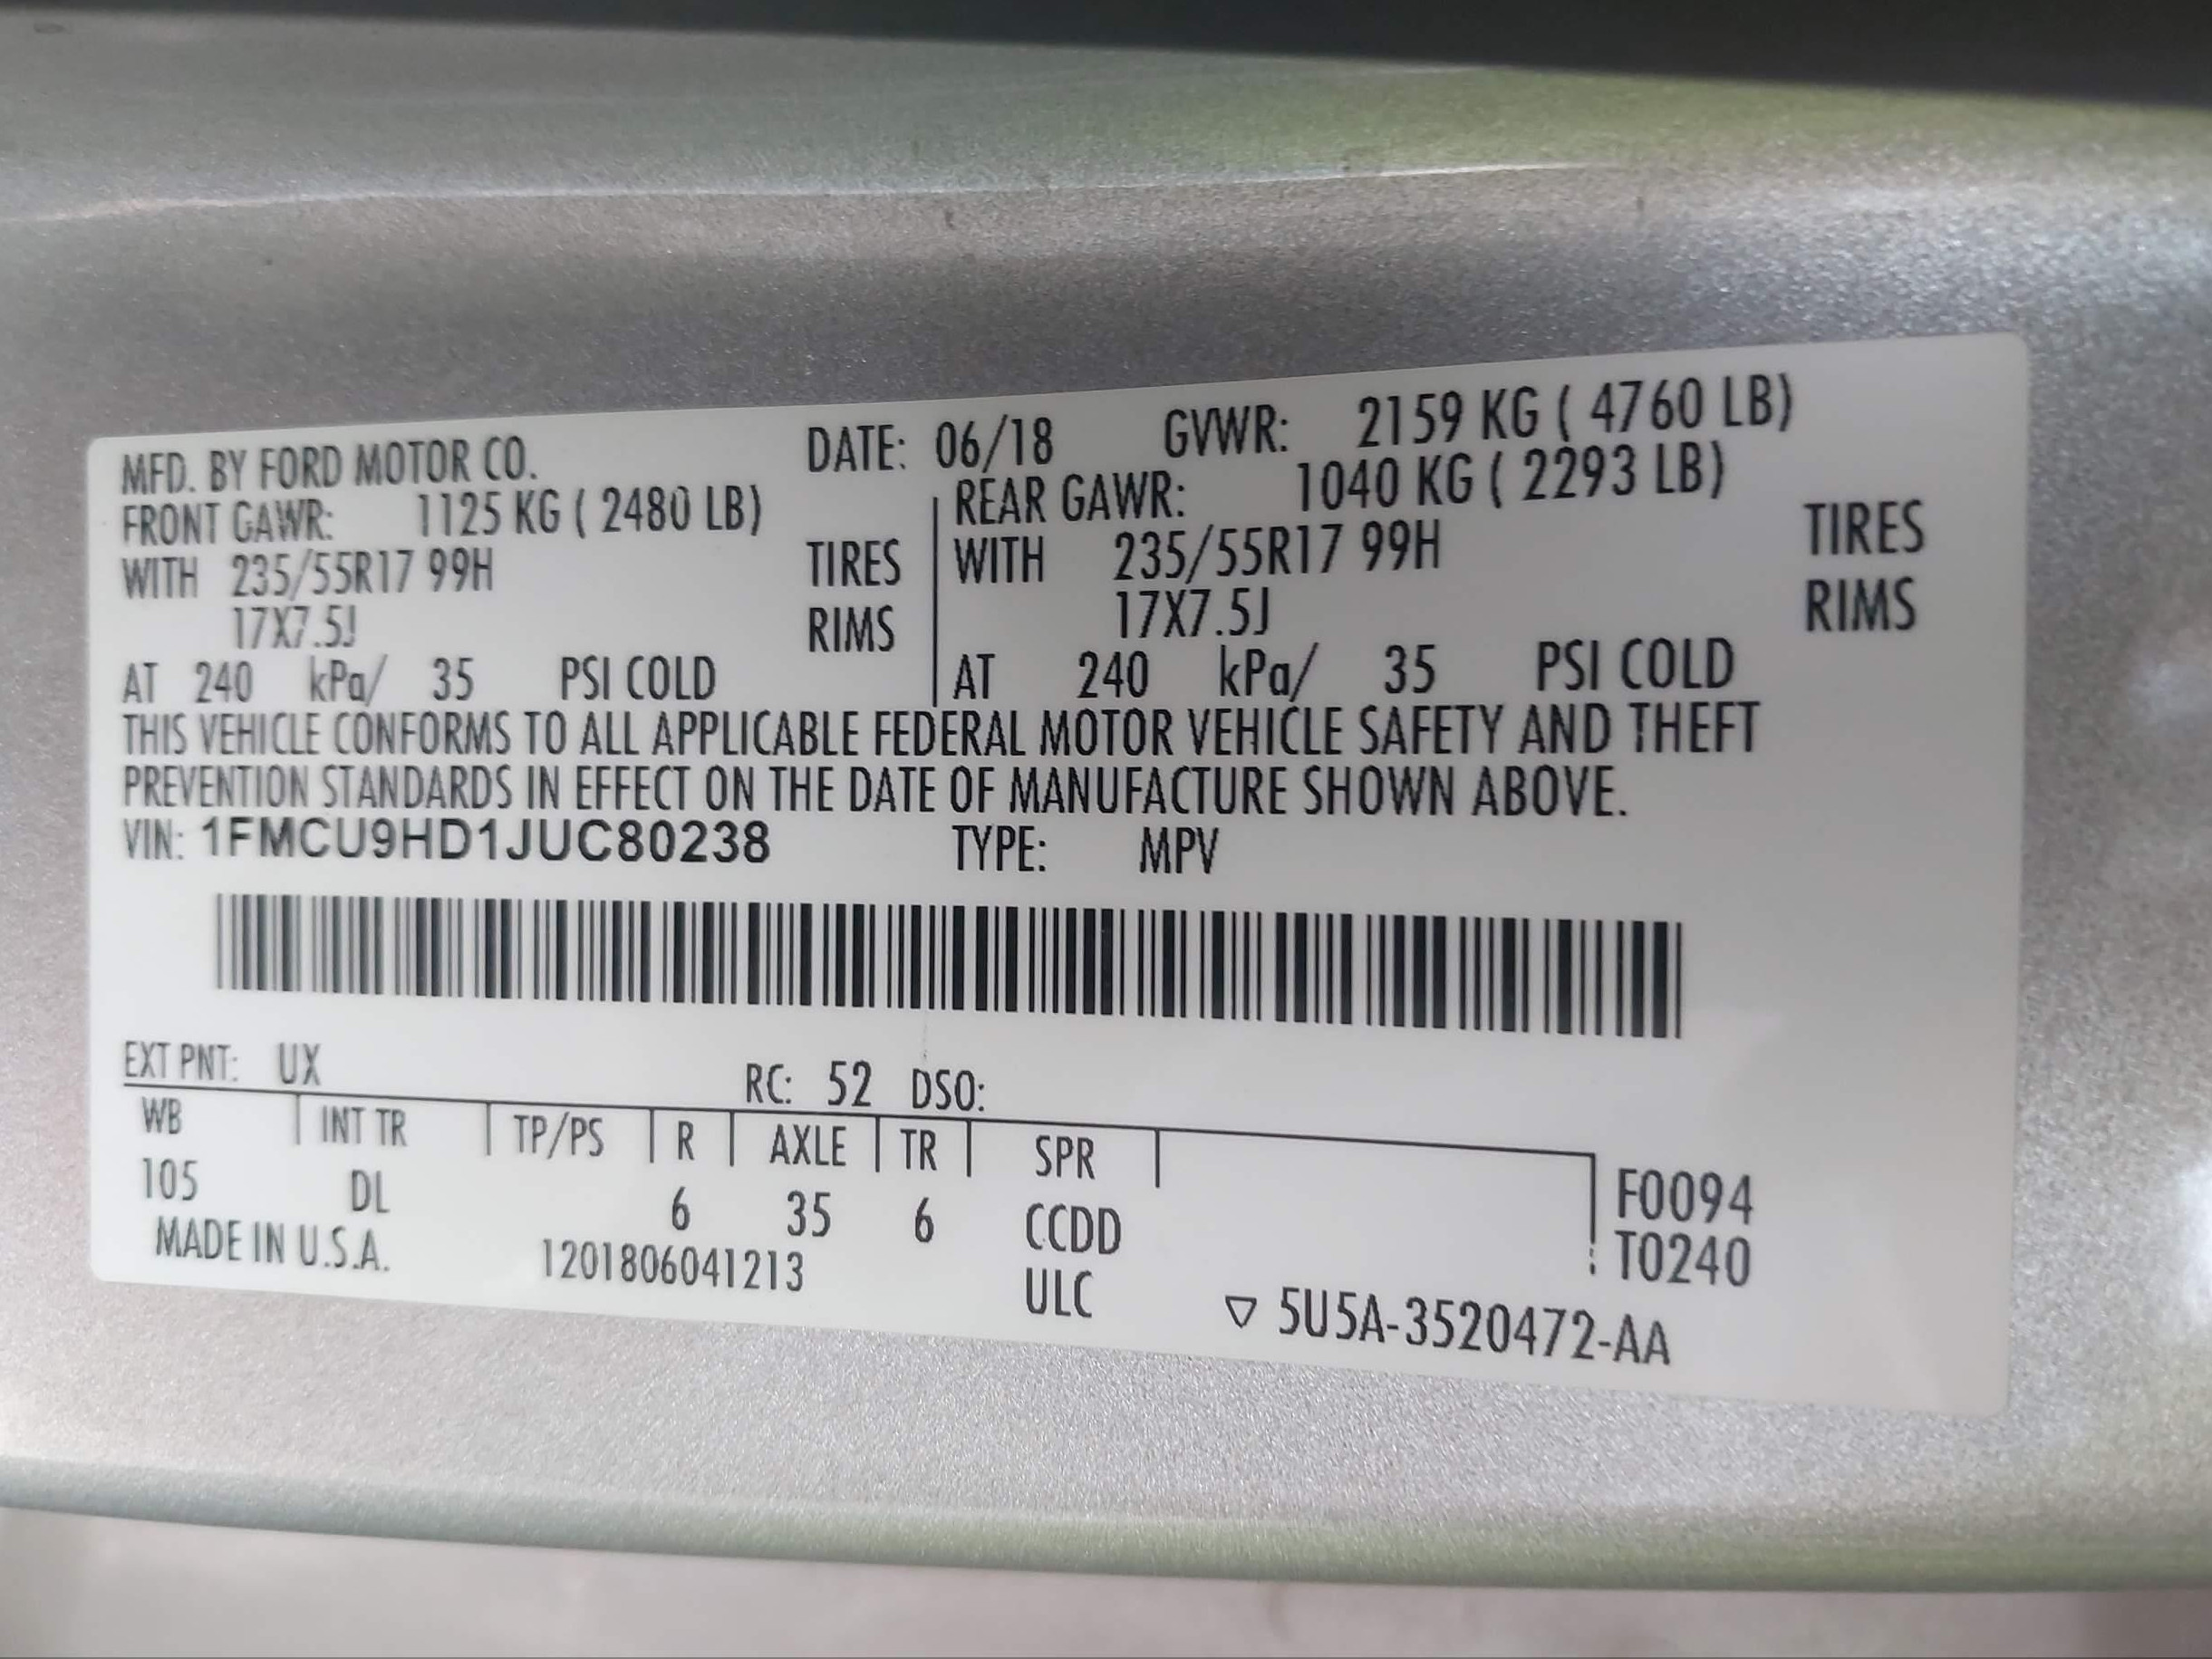 MFD. BY FORD MOTOR CO. DATE: 06/18 GVWR: 2159 KG ( 4760 LB)
FRONT GAWR: 1125 KG ( 2480 LB) REAR GAWR: 1040 KG ( 2293 LB)
WITH 235/55R17 99H TIRES WITH 235/55R17 99H TIRES
17X7.5J RIMS 17X7.5J RIMS
AT 240 kPa/ 35 PSI COLD AT 240 kPa/ 35 PSI COLD
THIS VEHICLE CONFORMS TO ALL APPLICABLE FEDERAL MOTOR VEHICLE SAFETY AND THEFT
PREVENTION STANDARDS IN EFFECT ON THE DATE OF MANUFACTURE SHOWN ABOVE.
VIN: 1FMCU9HD1JUC80238 TYPE: MPV
EXT PNT: UX RC: 52 DSO:
WB INT TR TP/PS R AXLE TR SPR
105 DL 6 35 6 CCDD F0094
MADE IN U.S.A. 1201806041213 ULC T0240
▽ 5U5A-3520472-AA